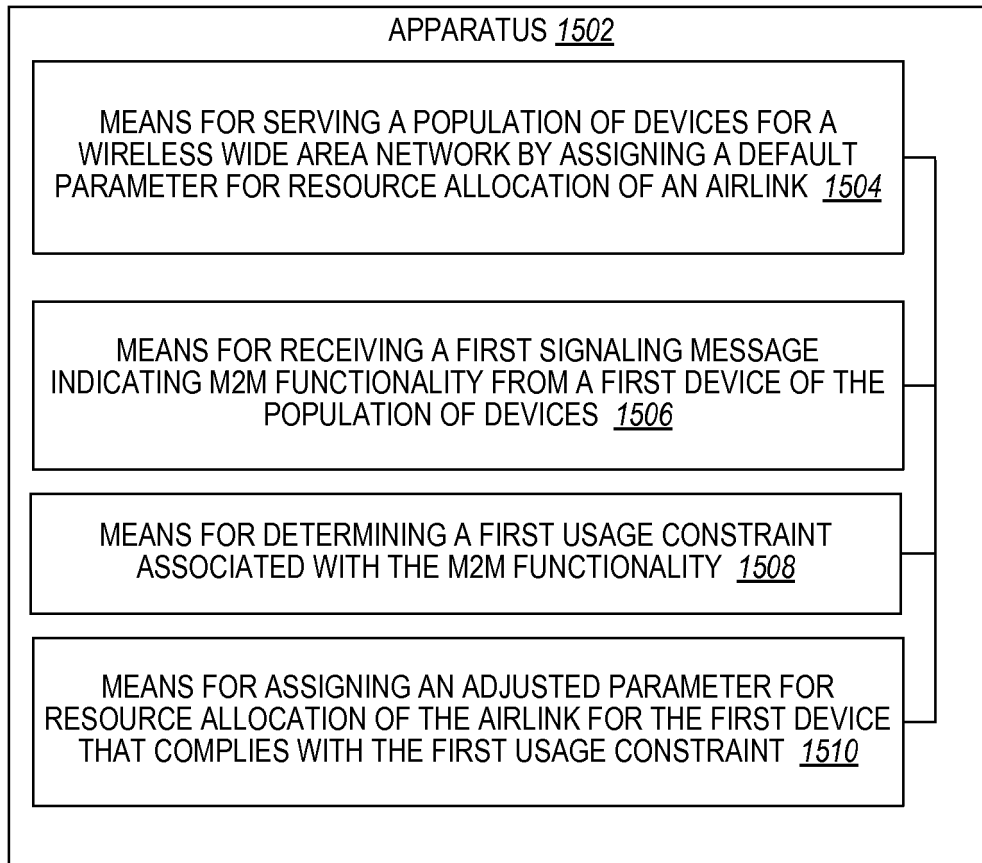 APPARATUS 1502
MEANS FOR SERVING A POPULATION OF DEVICES FOR A
WIRELESS WIDE AREA NETWORK BY ASSIGNING A DEFAULT
PARAMETER FOR RESOURCE ALLOCATION OF AN AIRLINK 1504
MEANS FOR RECEIVING A FIRST SIGNALING MESSAGE
INDICATING M2M FUNCTIONALITY FROM A FIRST DEVICE OF THE
POPULATION OF DEVICES 1506
MEANS FOR DETERMINING A FIRST USAGE CONSTRAINT
ASSOCIATED WITH THE M2M FUNCTIONALITY 1508
MEANS FOR ASSIGNING AN ADJUSTED PARAMETER FOR
RESOURCE ALLOCATION OF THE AIRLINK FOR THE FIRST DEVICE
THAT COMPLIES WITH THE FIRST USAGE CONSTRAINT 1510